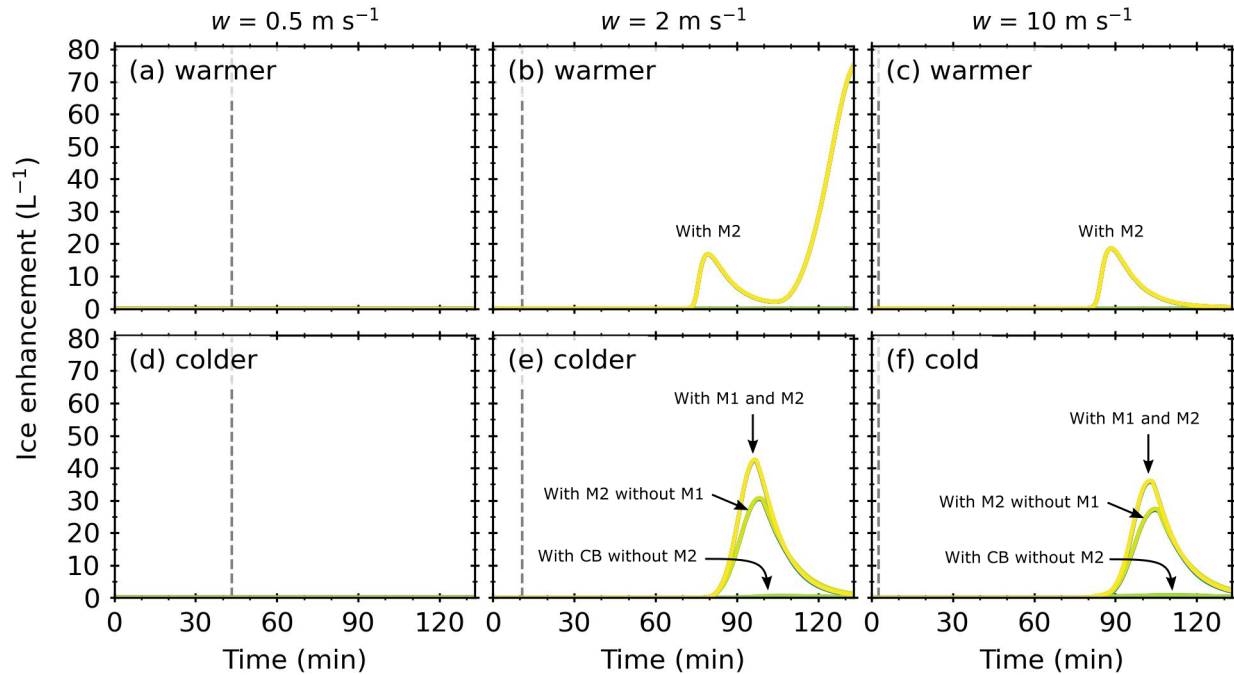 w = 0.5 m s⁻¹
w = 2 m s⁻¹
w = 10 m s⁻¹
Ice enhancement (L⁻¹)
80
70
60
50
40
30
20
10
0
(a) warmer
(b) warmer
With M2
(c) warmer
With M2
80
70
60
50
40
30
20
10
0
(d) colder
(e) colder
With M1 and M2
With M2 without M1
With CB without M2
(f) cold
With M1 and M2
With M2 without M1
With CB without M2
0 30 60 90 120
0 30 60 90 120
0 30 60 90 120
Time (min)
Time (min)
Time (min)